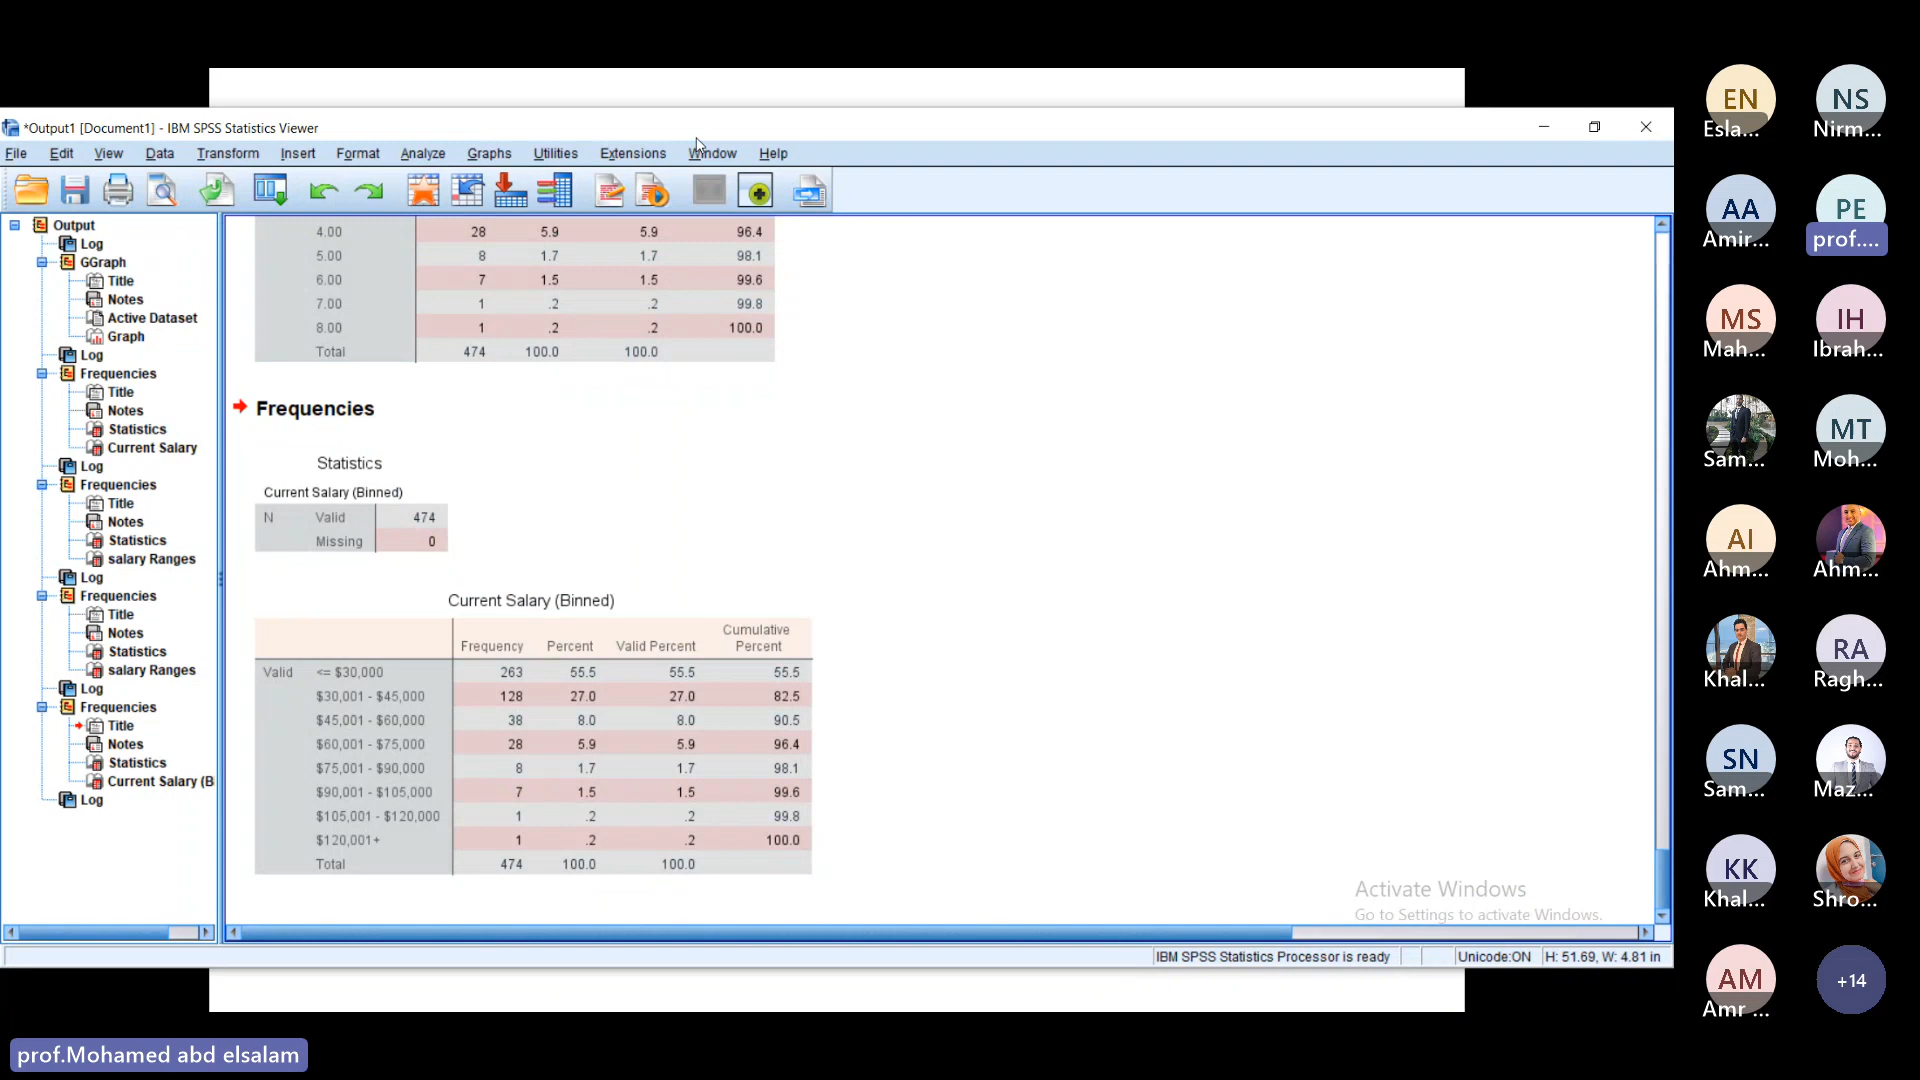 *Output1 [Document1] - IBM SPSS Statistics Viewer
File Edit View Data Transform Insert Format Analyze Graphs Utilities Extensions Window Help
Output
Log
GGraph
Title
Notes
Active Dataset
Graph
Log
Frequencies
Title
Notes
Statistics
Current Salary
Log
Frequencies
Title
Notes
Statistics
salary Ranges
Log
Frequencies
Title
Notes
Statistics
salary Ranges
Log
Frequencies
Title
Notes
Statistics
Current Salary (B
Log
4.00 28 5.9 5.9 96.4
5.00 8 1.7 1.7 98.1
6.00 7 1.5 1.5 99.6
7.00 1 .2 .2 99.8
8.00 1 .2 .2 100.0
Total 474 100.0 100.0
Frequencies
Statistics
Current Salary (Binned)
N Valid 474
Missing 0
Current Salary (Binned)
Frequency Percent Valid Percent Cumulative Percent
Valid <= $30,000 263 55.5 55.5 55.5
$30,001 - $45,000 128 27.0 27.0 82.5
$45,001 - $60,000 38 8.0 8.0 90.5
$60,001 - $75,000 28 5.9 5.9 96.4
$75,001 - $90,000 8 1.7 1.7 98.1
$90,001 - $105,000 7 1.5 1.5 99.6
$105,001 - $120,000 1 .2 .2 99.8
$120,001+ 1 .2 .2 100.0
Total 474 100.0 100.0
Activate Windows
Go to Settings to activate Windows.
IBM SPSS Statistics Processor is ready Unicode:ON H: 51.69, W: 4.81 in
EN NS
Esla... Nirm...
AA PE
Amir... prof....
MS IH
Mah... Ibrah...
MT
Sam... Moh...
AI
Ahm... Ahm...
RA
Khal... Ragh...
SN
Sam... Maz...
KK
Khal... Shro...
AM +14
Amr ...
prof.Mohamed abd elsalam